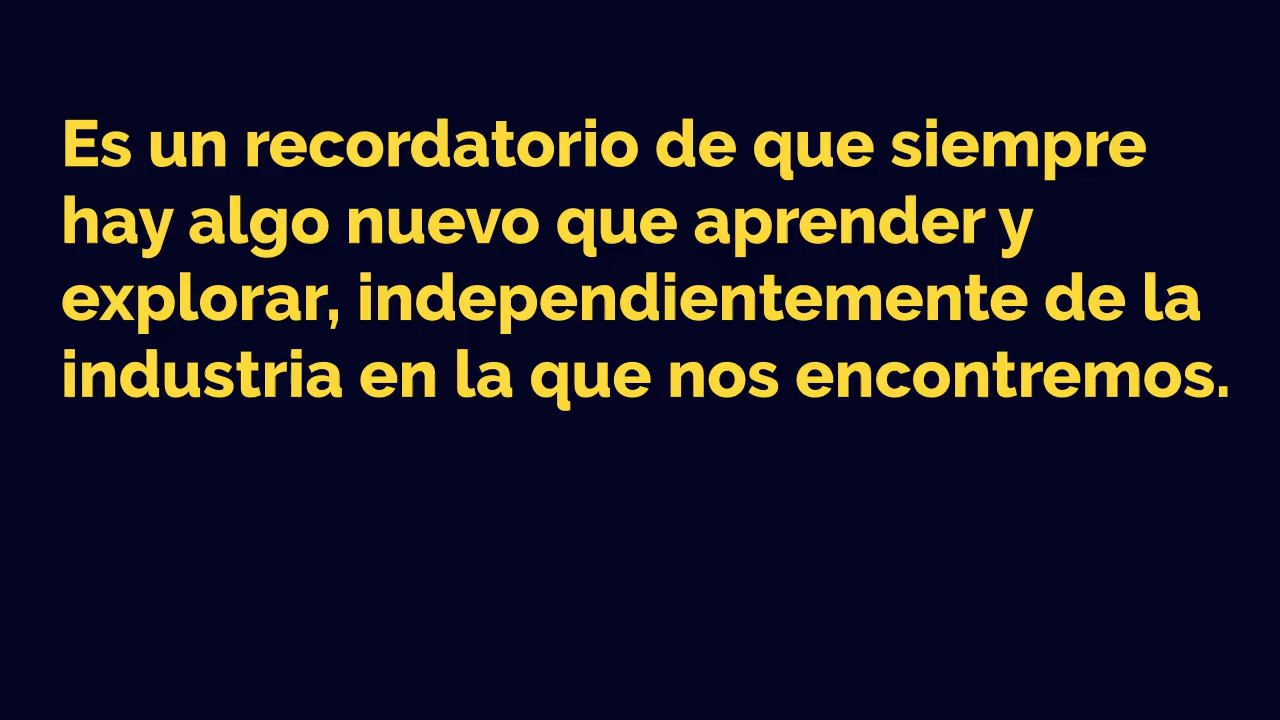 Es un recordatorio de que siempre
hay algo nuevo que aprender y
explorar, independientemente de la
industria en la que nos encontremos.